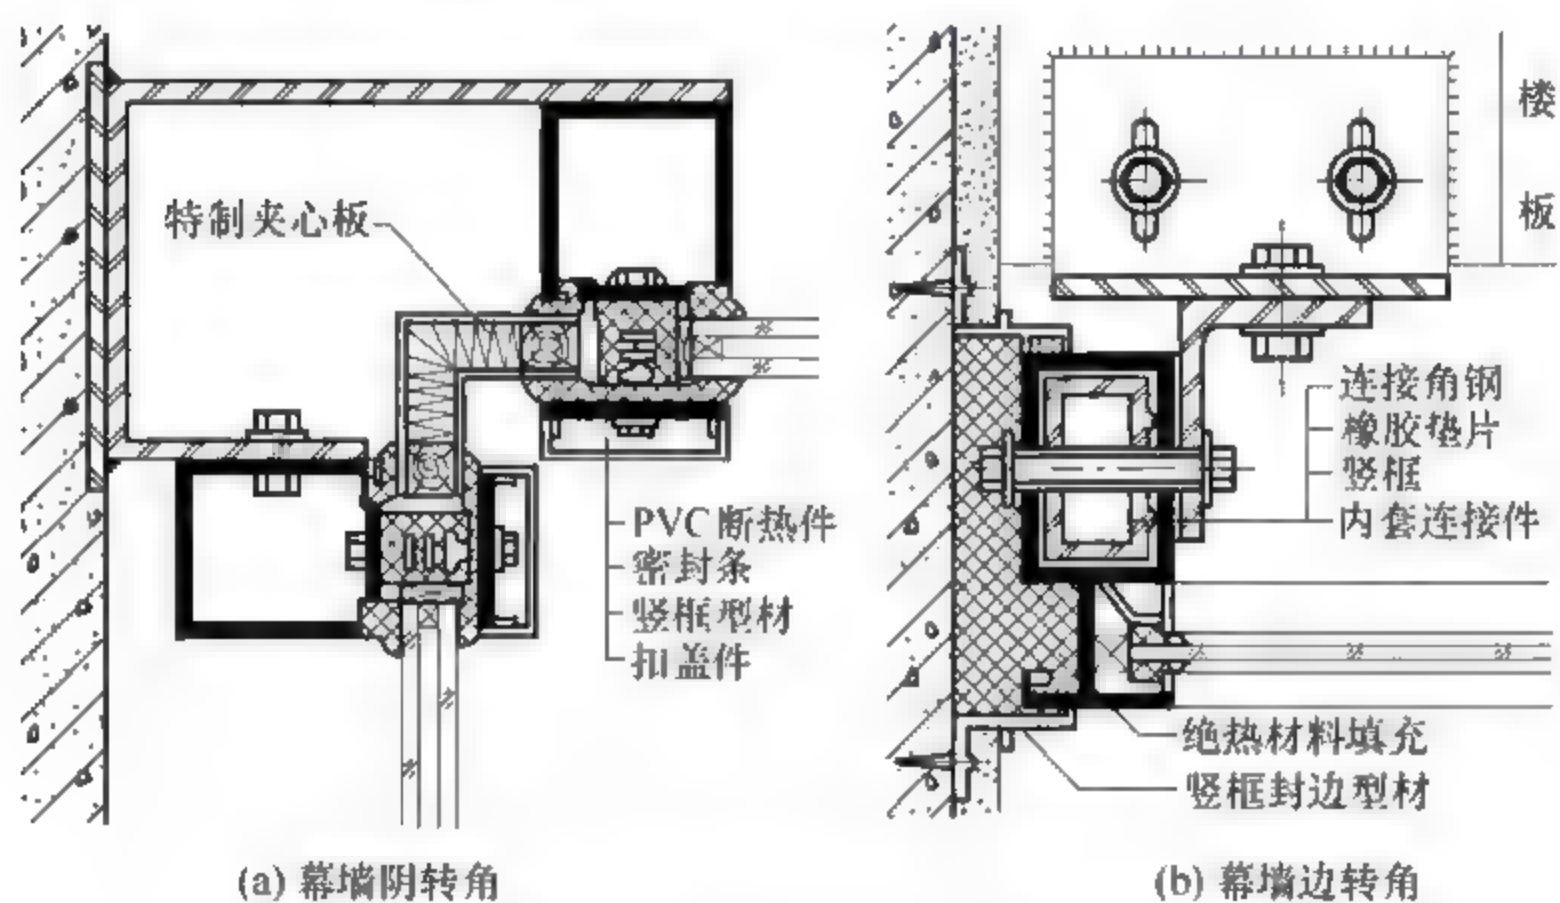 特制夹心板
PVC断热件
密封条
竖框型材
扣盖件
(a) 幕墙阴转角
楼
板
连接角钢
橡胶垫片
竖框
内套连接件
绝热材料填充
竖框封边型材
(b) 幕墙边转角